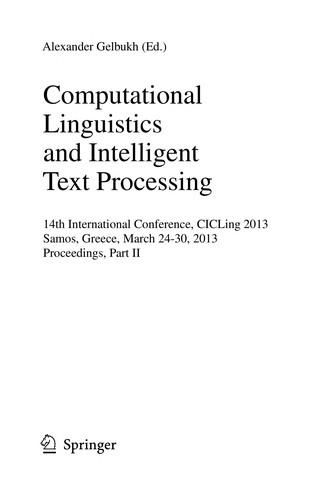 Alexander Gelbukh (Ed.)
Computational
Linguistics
and Intelligent
Text Processing
14th International Conference, CICLing 2013
Samos, Greece, March 24-30, 2013
Proceedings, Part II
Springer